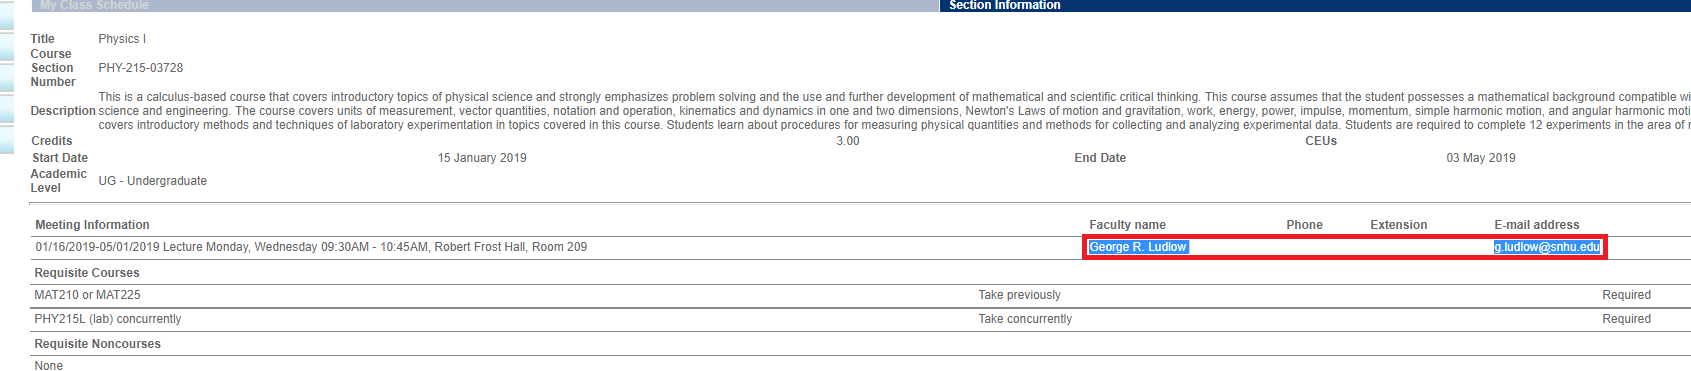 My Class Schedule Section Information
Title Physics I
Course
Section PHY-215-03728
Number
This is a calculus-based course that covers introductory topics of physical science and strongly emphasizes problem solving and the use and further development of mathematical and scientific critical thinking. This course assumes that the student possesses a mathematical background compatible
Description science and engineering. The course covers units of measurement, vector quantities, notation and operation, kinematics and dynamics in one and two dimensions, Newton's Laws of motion and gravitation, work, energy, power, impulse, momentum, simple harmonic motion, and angular harmonic
covers introductory methods and techniques of laboratory experimentation in topics covered in this course. Students learn about procedures for measuring physical quantities and methods for collecting and analyzing experimental data. Students are required to complete 12 experiments in the area of
Credits 3.00 CEUs
Start Date 15 January 2019 End Date 03 May 2019
Academic
Level UG - Undergraduate
Meeting Information Faculty name Phone Extension E-mail address
01/16/2019-05/01/2019 Lecture Monday, Wednesday 09:30AM - 10:45AM, Robert Frost Hall, Room 209 George R. Ludlow g.ludlow@snhu.edu
Requisite Courses
MAT210 or MAT225 Take previously Required
PHY215L (lab) concurrently Take concurrently Required
Requisite Noncourses
None